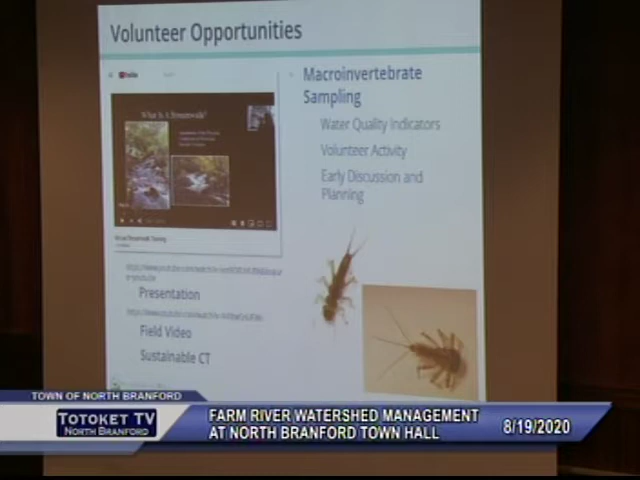 Volunteer Opportunities
YouTube
What Is A Streamwalk?
Macroinvertebrate
Sampling
Water Quality Indicators
Volunteer Activity
Early Discussion and
Planning
Presentation
Field Video
Sustainable CT
TOWN OF NORTH BRANFORD
TOTOKET TV
NORTH BRANFORD
FARM RIVER WATERSHED MANAGEMENT
AT NORTH BRANFORD TOWN HALL
8/19/2020